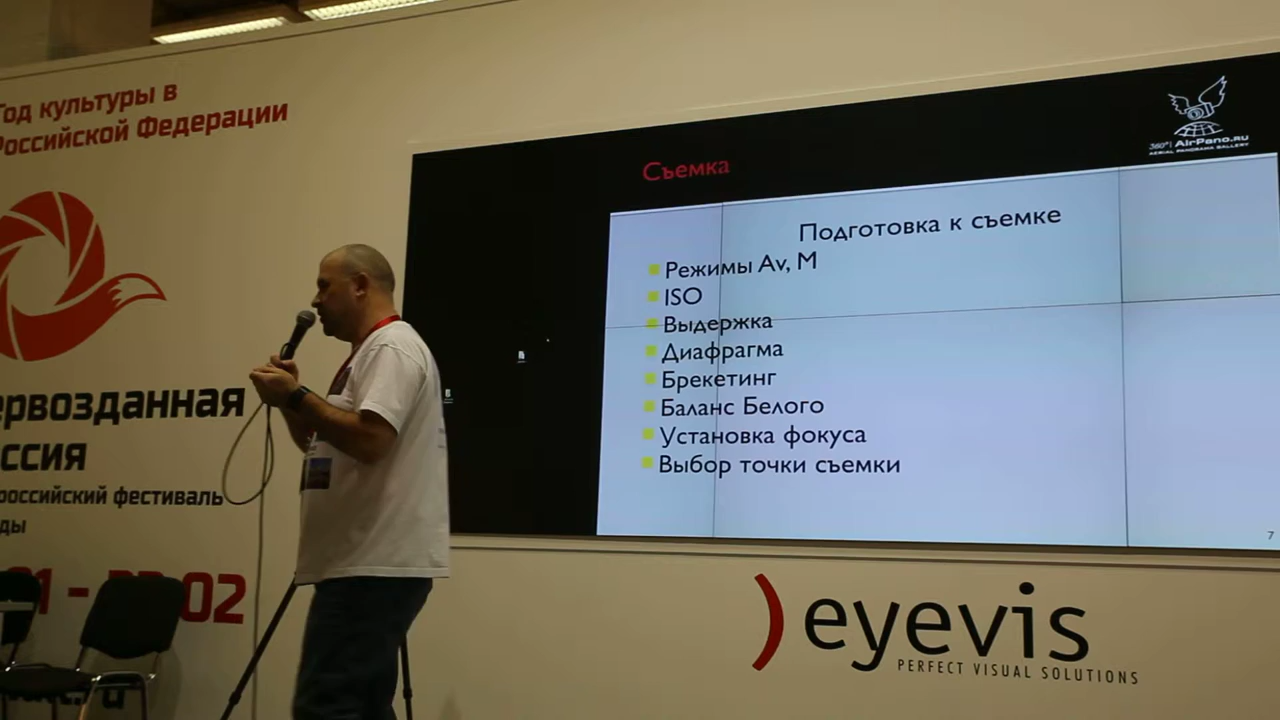 Год культуры в
Российской Федерации
ервозданная
ссия
российский фестиваль
ды
02
Съемка
360° | AirPano.ru
AERIAL PANORAMA GALLERY
Подготовка к съемке
Режимы Av, M
ISO
Выдержка
Диафрагма
Брекетинг
Баланс Белого
Установка фокуса
Выбор точки съемки
7
eyevis
PERFECT VISUAL SOLUTIONS